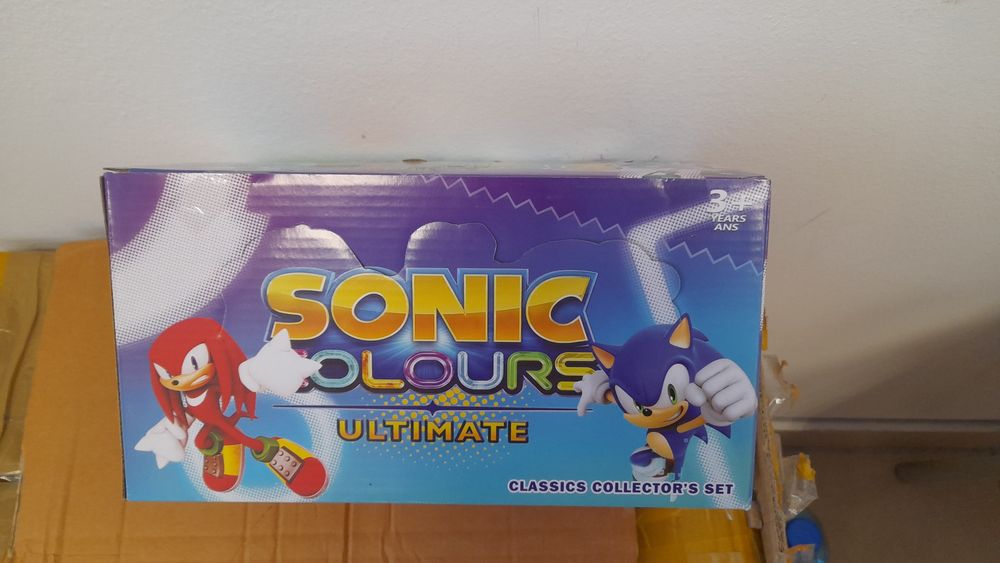 3+
YEARS
ANS
SONIC
COLOURS
ULTIMATE
CLASSICS COLLECTOR'S SET